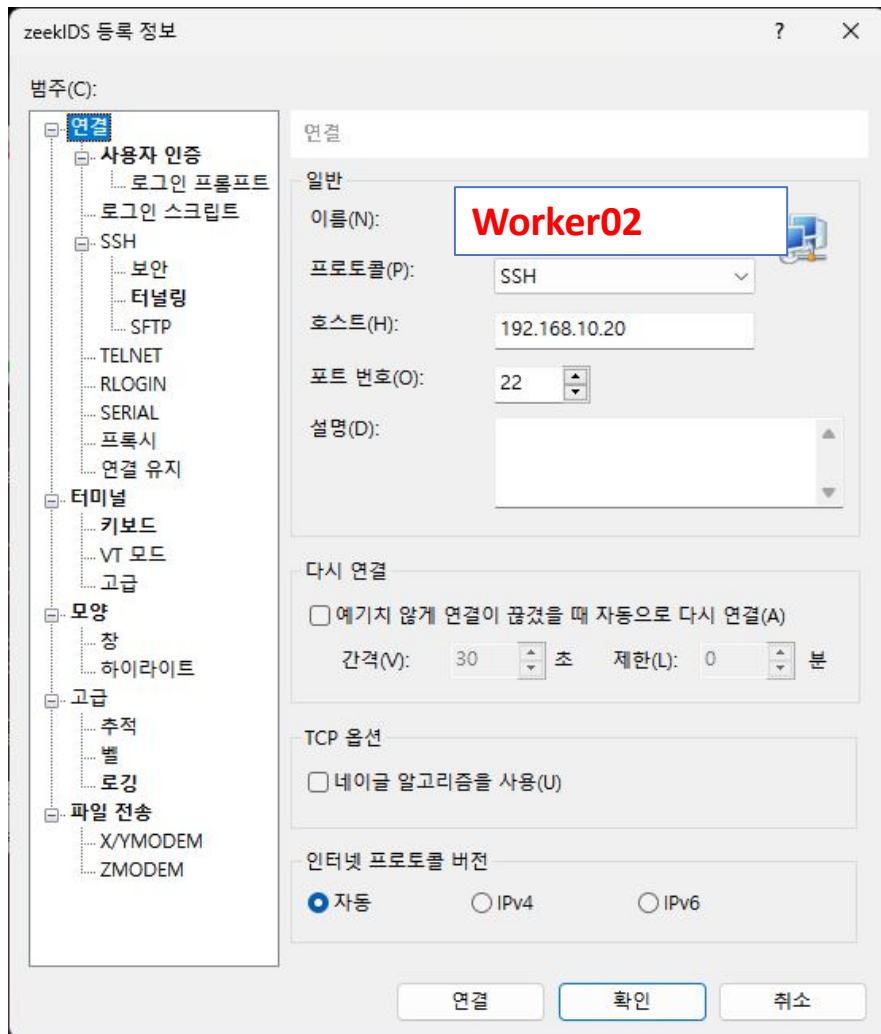 zeekIDS 등록 정보
범주(C):
연결
사용자 인증
로그인 프롬프트
로그인 스크립트
SSH
보안
터널링
SFTP
TELNET
RLOGIN
SERIAL
프록시
연결 유지
터미널
키보드
VT 모드
고급
모양
창
하이라이트
고급
추적
벨
로깅
파일 전송
X/YMODEM
ZMODEM
연결
일반
이름(N): Worker02
프로토콜(P): SSH
호스트(H): 192.168.10.20
포트 번호(O): 22
설명(D):
다시 연결
예기치 않게 연결이 끊겼을 때 자동으로 다시 연결(A)
간격(V): 30 초 제한(L): 0 분
TCP 옵션
네이글 알고리즘을 사용(U)
인터넷 프로토콜 버전
자동 IPv4 IPv6
연결 확인 취소